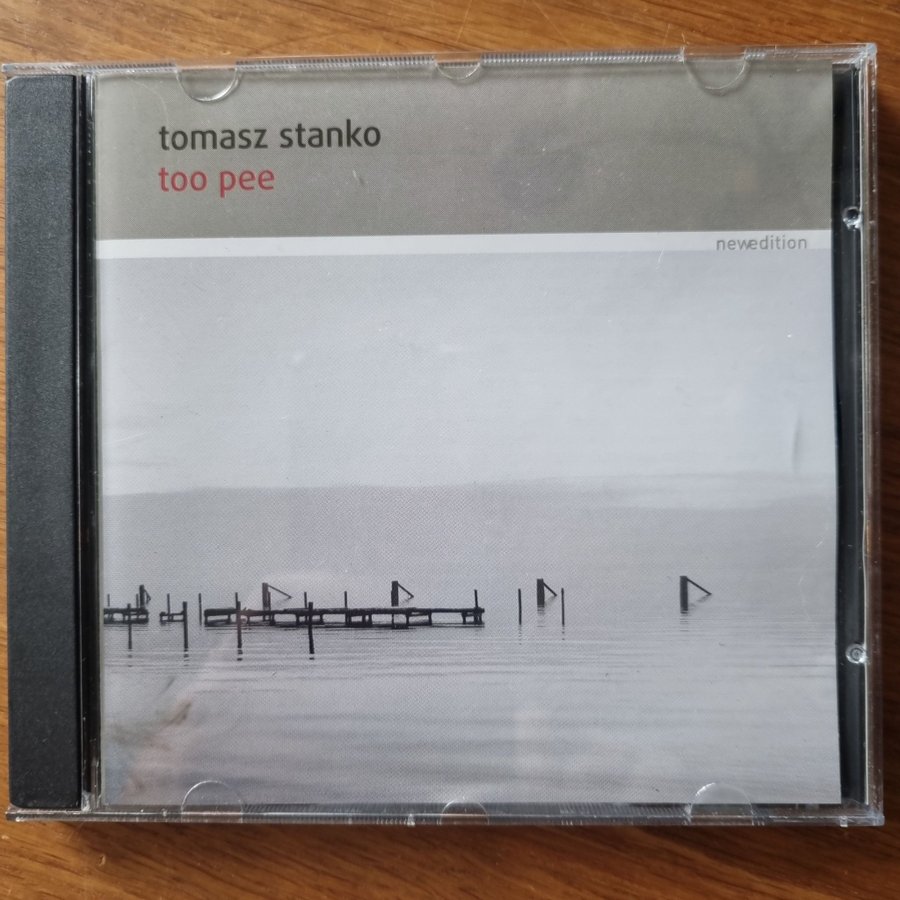 tomasz stanko
too pee
newedition